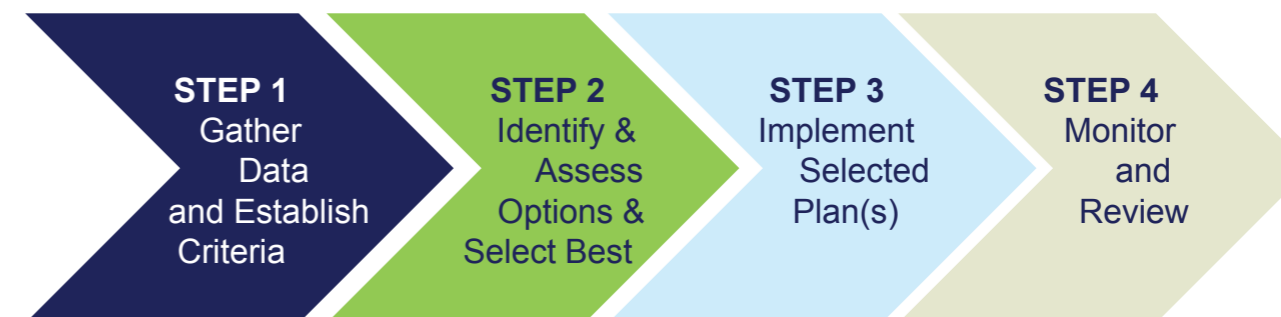 STEP 1
Gather
Data
and Establish
Criteria
STEP 2
Identify &
Assess
Options &
Select Best
STEP 3
Implement
Selected
Plan(s)
STEP 4
Monitor
and
Review